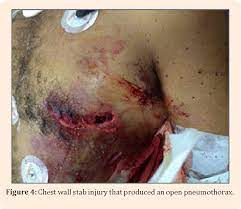 Figure 4: Chest wall stab injury that produced an open pneumothorax.